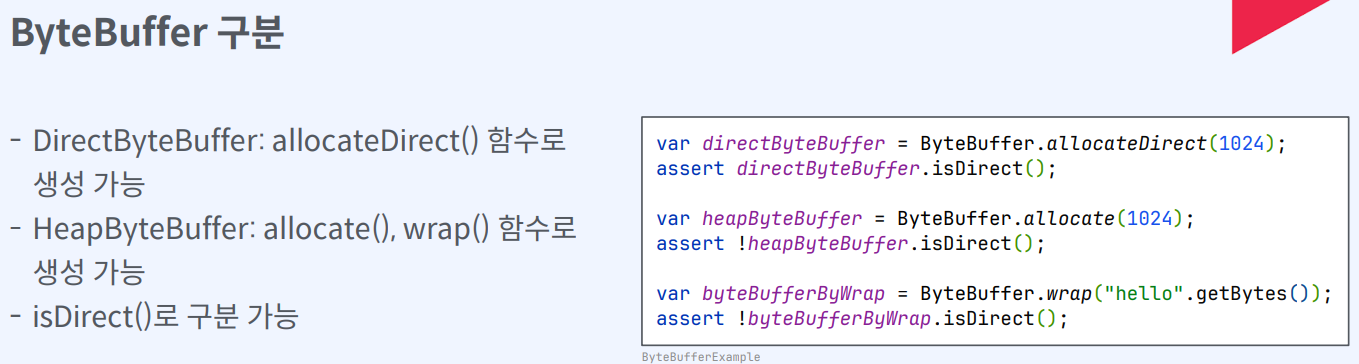 ByteBuffer 구분
- DirectByteBuffer: allocateDirect() 함수로
생성 가능
- HeapByteBuffer: allocate(), wrap() 함수로
생성 가능
- isDirect()로 구분 가능
var directByteBuffer = ByteBuffer.allocateDirect(1024);
assert directByteBuffer.isDirect();
var heapByteBuffer = ByteBuffer.allocate(1024);
assert !heapByteBuffer.isDirect();
var byteBufferByWrap = ByteBuffer.wrap("hello".getBytes());
assert !byteBufferByWrap.isDirect();
ByteBufferExample